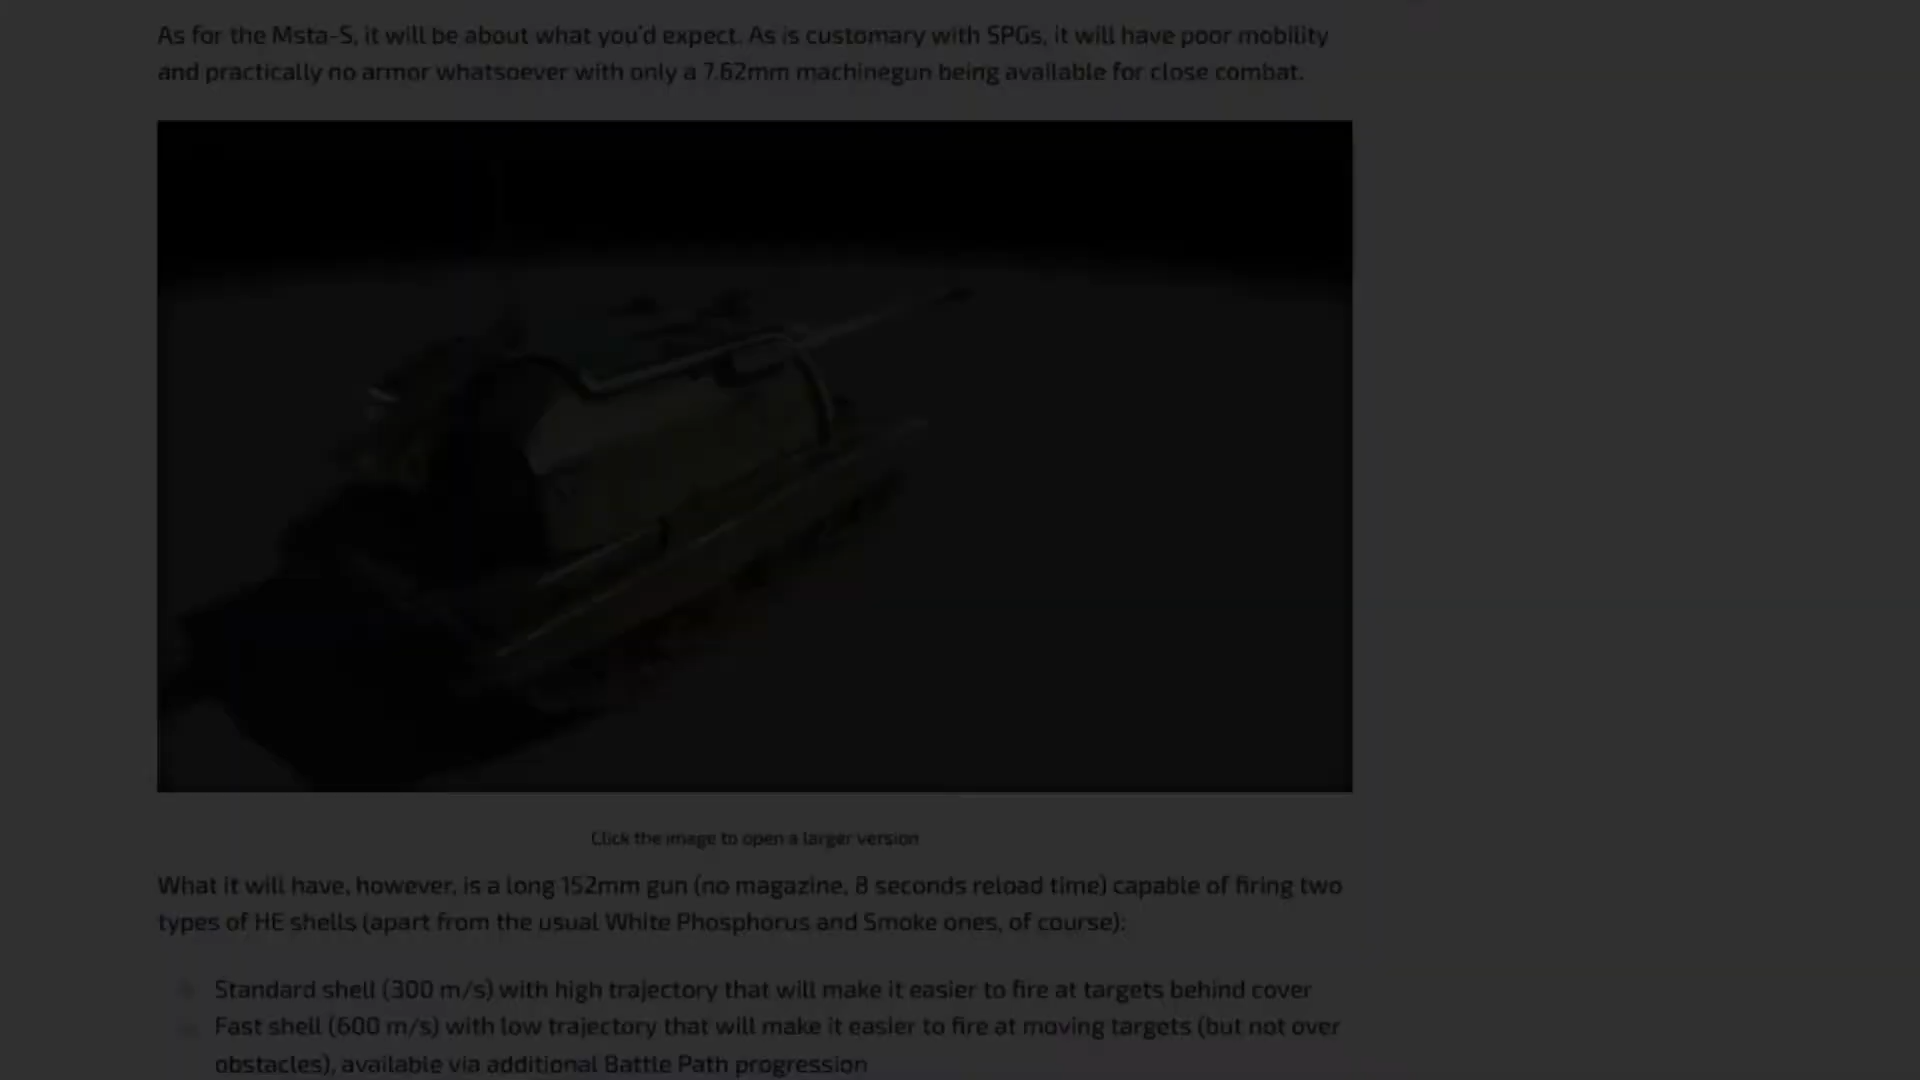 As for the Msta-S, it will be about what you'd expect. As is customary with SPGs, it will have poor mobility
and practically no armor whatsoever with only a 7.62mm machinegun being available for close combat.
Click the image to open a larger version
What it will have, however, is a long 152mm gun (no magazine, 8 seconds reload time) capable of firing two
types of HE shells (apart from the usual White Phosphorus and Smoke ones, of course):
Standard shell (300 m/s) with high trajectory that will make it easier to fire at targets behind cover
Fast shell (600 m/s) with low trajectory that will make it easier to fire at moving targets (but not over
obstacles), available via additional Battle Path progression